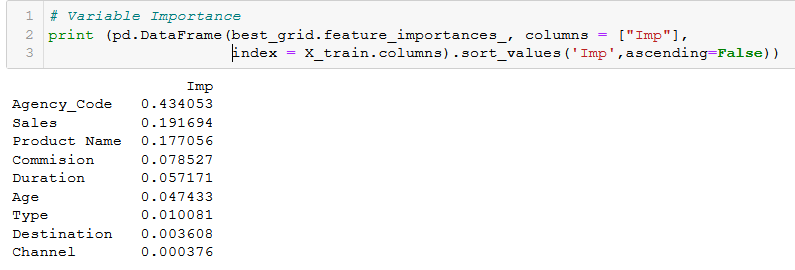 1 # Variable Importance
2 print (pd.DataFrame(best_grid.feature_importances_, columns = ["Imp"],
3 index = X_train.columns).sort_values('Imp',ascending=False))
Imp
Agency_Code 0.434053
Sales 0.191694
Product Name 0.177056
Commision 0.078527
Duration 0.057171
Age 0.047433
Type 0.010081
Destination 0.003608
Channel 0.000376